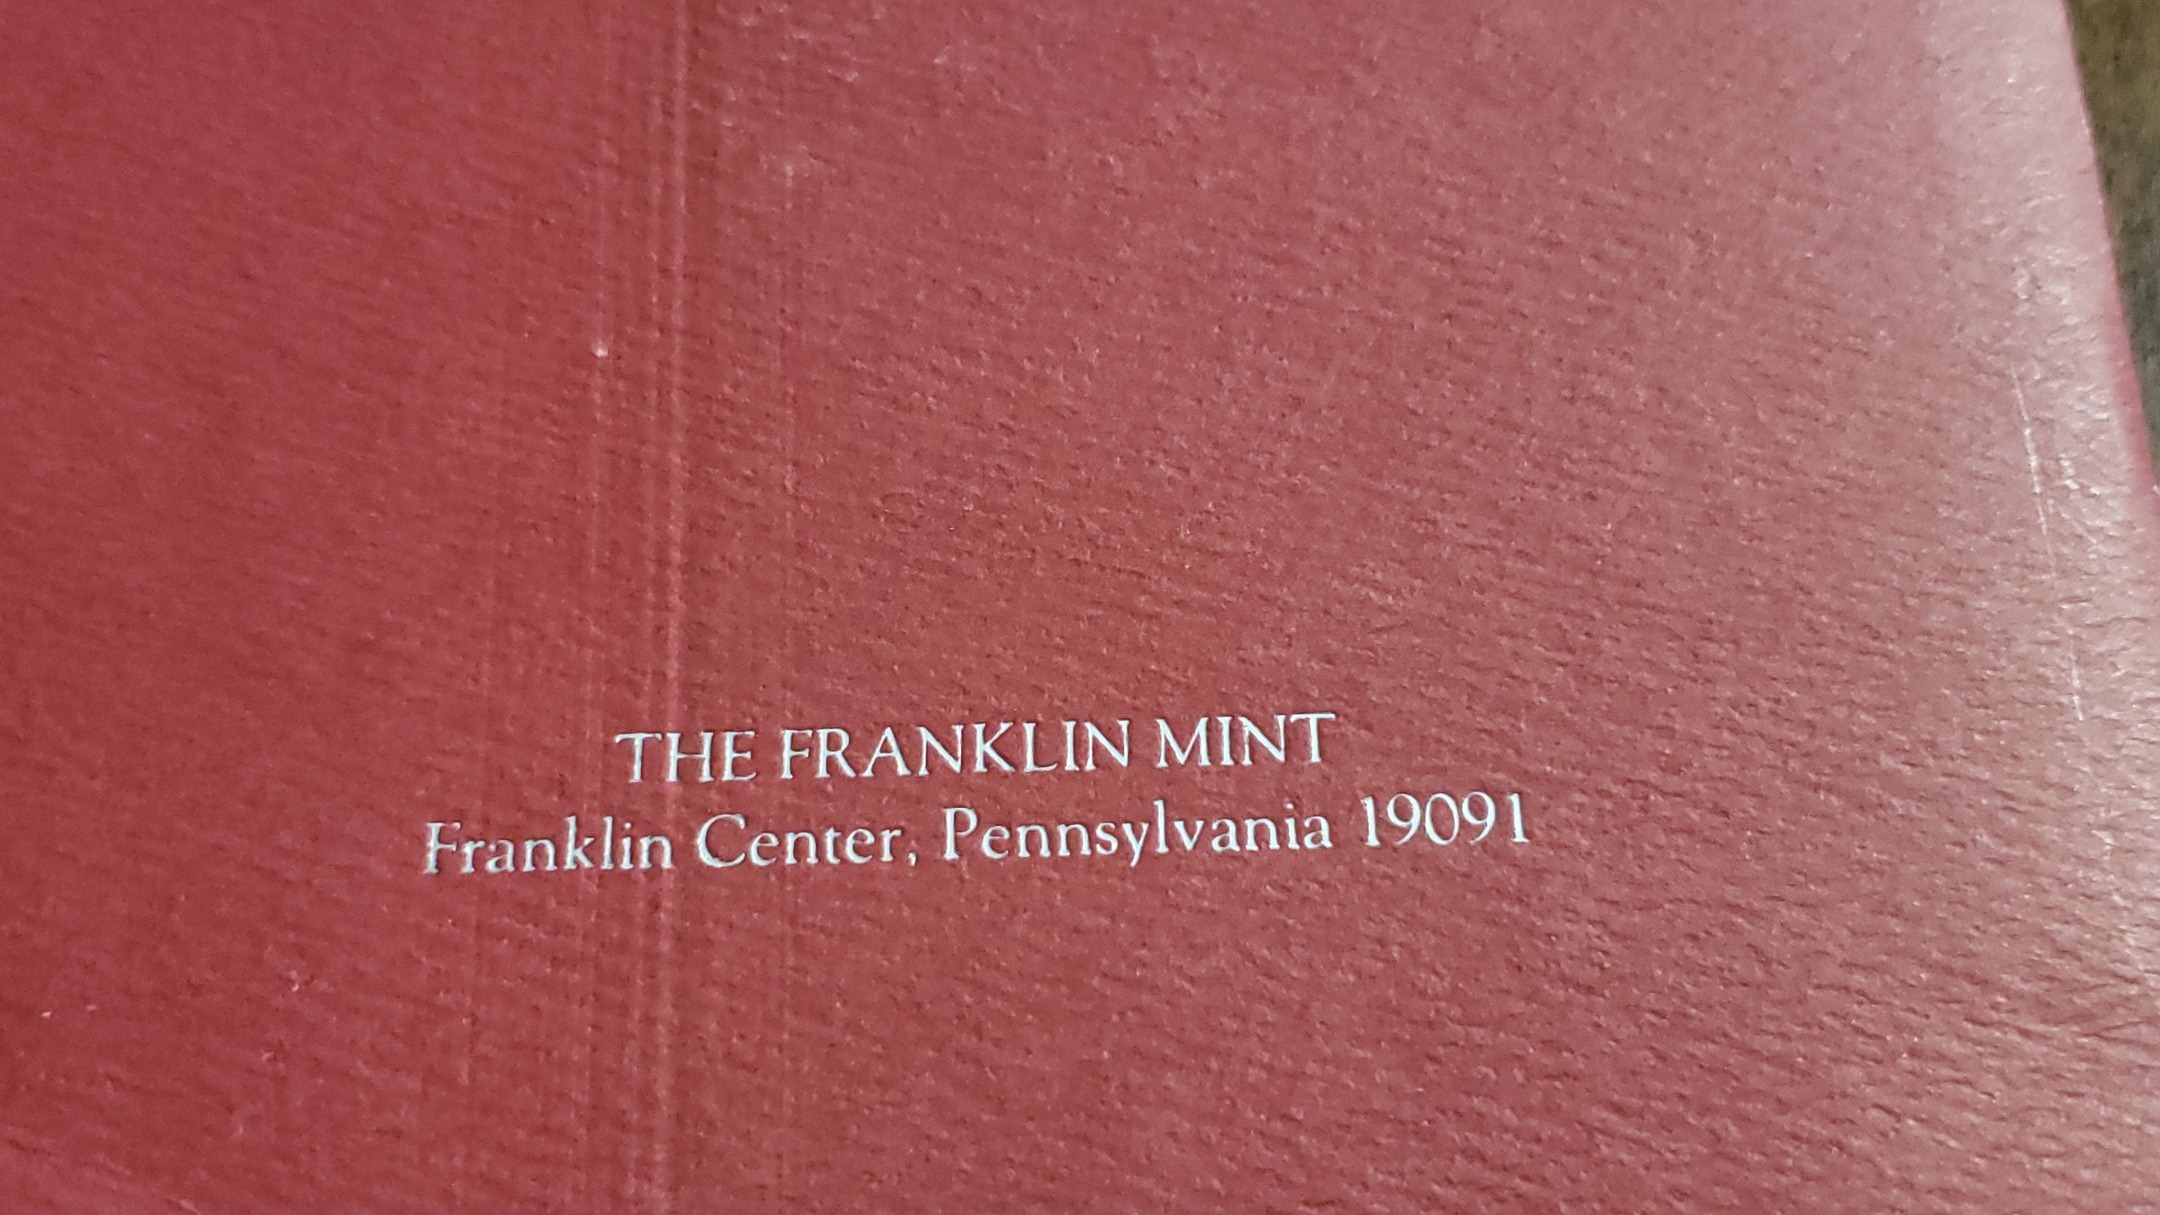 THE FRANKLIN MINT
Franklin Center, Pennsylvania 19091